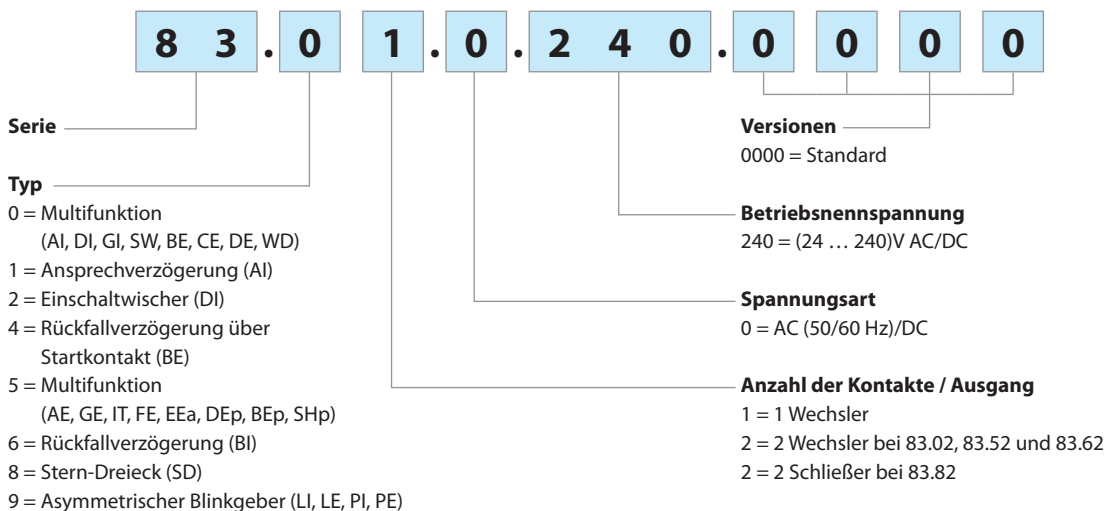 8 3 . 0 1 . 0 . 2 4 0 . 0 0 0 0
Serie
Typ
0 = Multifunktion
(AI, DI, GI, SW, BE, CE, DE, WD)
1 = Ansprechverzögerung (AI)
2 = Einschaltwischer (DI)
4 = Rückfallverzögerung über
Startkontakt (BE)
5 = Multifunktion
(AE, GE, IT, FE, EEa, DEp, BEp, SHp)
6 = Rückfallverzögerung (BI)
8 = Stern-Dreieck (SD)
9 = Asymmetrischer Blinkgeber (LI, LE, PI, PE)
Versionen
0000 = Standard
Betriebsnennspannung
240 = (24 … 240)V AC/DC
Spannungsart
0 = AC (50/60 Hz)/DC
Anzahl der Kontakte / Ausgang
1 = 1 Wechsler
2 = 2 Wechsler bei 83.02, 83.52 und 83.62
2 = 2 Schließer bei 83.82